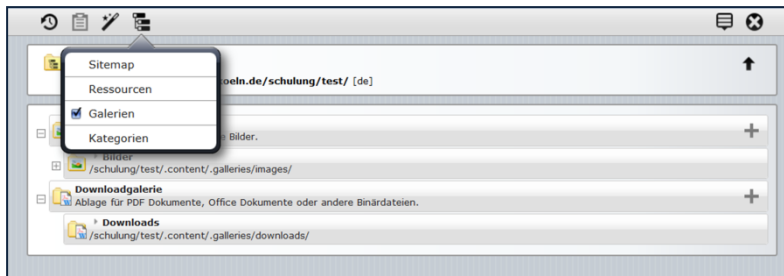 Sitemap
Ressourcen
Galerien
Kategorien
oeln.de/schulung/test/ [de]
Bilder.
Bilder
/schulung/test/.content/.galleries/images/
Downloadgalerie
Ablage für PDF Dokumente, Office Dokumente oder andere Binärdateien.
Downloads
/schulung/test/.content/.galleries/downloads/